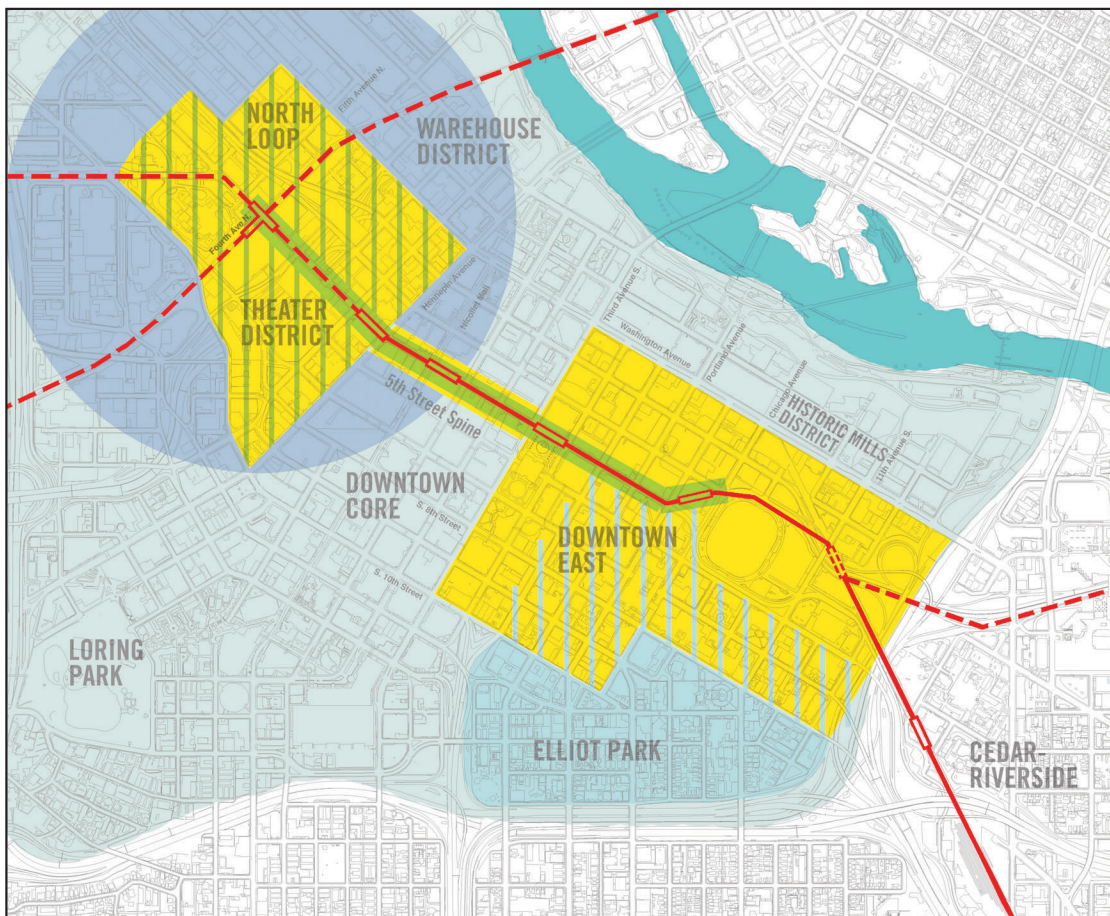 NORTH
LOOP
Fifth Avenue N.
WAREHOUSE
DISTRICT
Fourth Ave N.
THEATER
DISTRICT
Hennepin Avenue
Nicollet Mall
Third Avenue S.
Washington Avenue
Portland Avenue
Chicago Avenue
HISTORIC MILLS
DISTRICT
11th Avenue S.
5th Street Spine
DOWNTOWN
CORE
S. 8th Street
S. 10th Street
DOWNTOWN
EAST
LORING
PARK
ELLIOT PARK
CEDAR-
RIVERSIDE